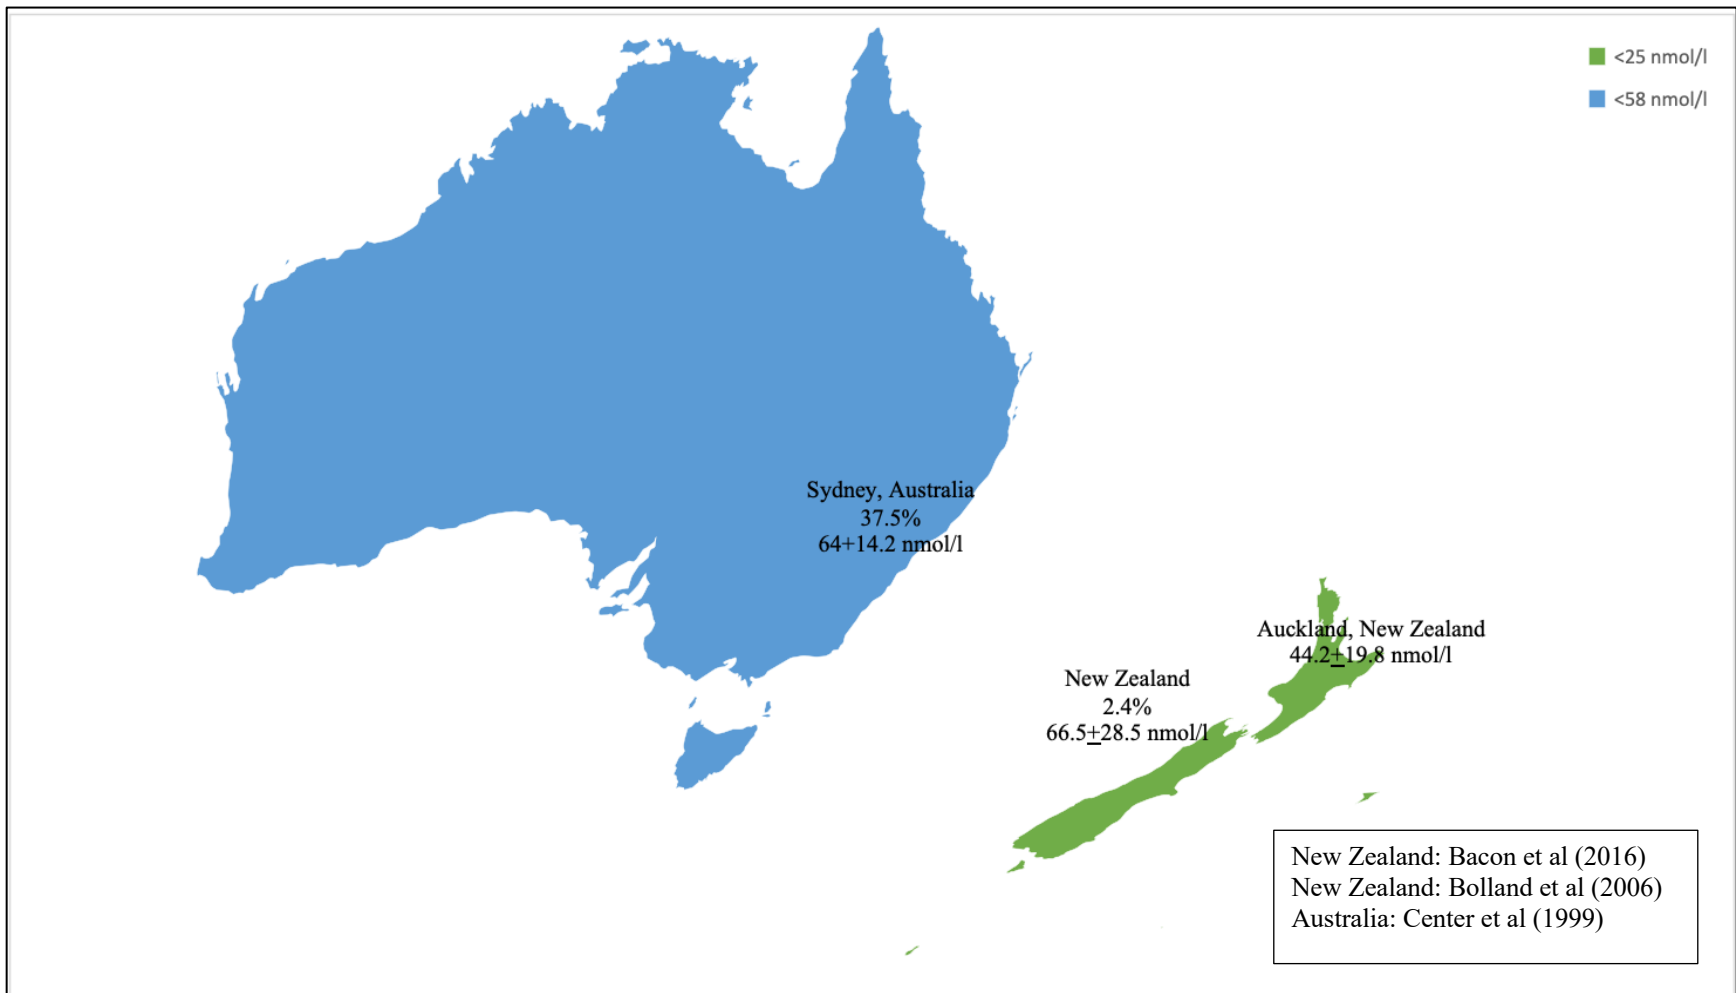 <25 nmol/l
<58 nmol/l
Sydney, Australia
37.5%
64+14.2 nmol/l
Auckland, New Zealand
44.2+19.8 nmol/l
New Zealand
2.4%
66.5+28.5 nmol/l
New Zealand: Bacon et al (2016)
New Zealand: Bolland et al (2006)
Australia: Center et al (1999)